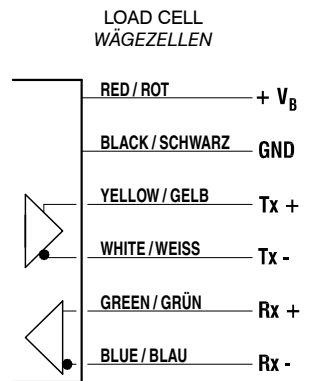 LOAD CELL
WÄGEZELLEN
RED / ROT + V_B
BLACK / SCHWARZ GND
YELLOW / GELB Tx +
WHITE / WEISS Tx -
GREEN / GRÜN Rx +
BLUE / BLAU Rx -